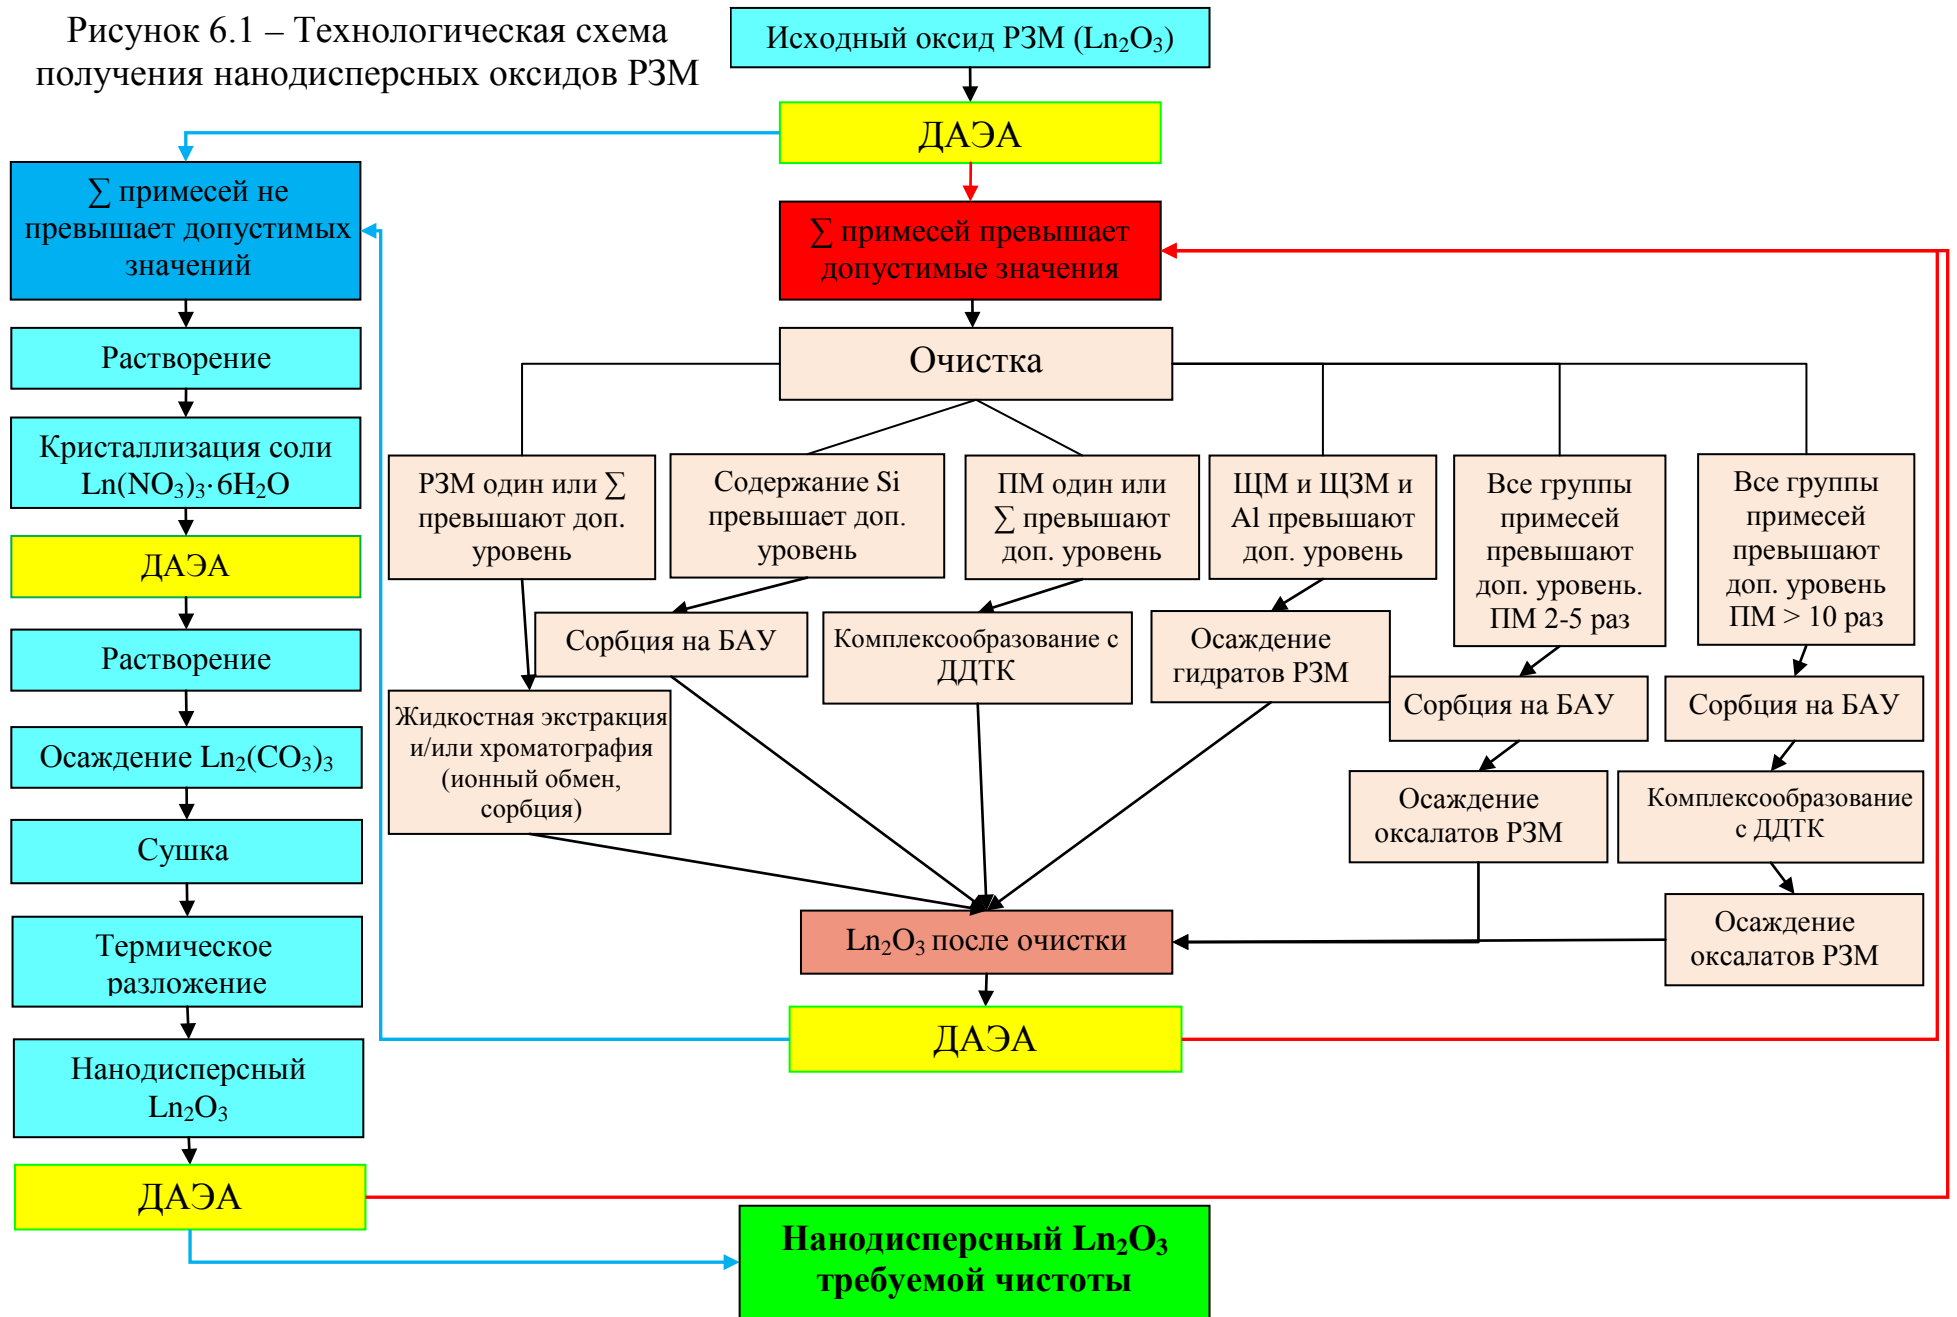 Рисунок 6.1 – Технологическая схема
получения нанодисперсных оксидов РЗМ
Исходный оксид РЗМ (Ln₂O₃)
ДАЭА
∑ примесей не
превышает допустимых
значений
∑ примесей превышает
допустимые значения
Растворение
Кристаллизация соли
Ln(NO₃)₃·6H₂O
ДАЭА
Растворение
Осаждение Ln₂(CO₃)₃
Сушка
Термическое
разложение
Нанодисперсный
Ln₂O₃
ДАЭА
Очистка
РЗМ один или ∑
превышают доп.
уровень
Содержание Si
превышает доп.
уровень
ПМ один или
∑ превышают
доп. уровень
ЩМ и ЩЗМ и
Al превышают
доп. уровень
Все группы
примесей
превышают
доп. уровень.
ПМ 2-5 раз
Все группы
примесей
превышают
доп. уровень
ПМ > 10 раз
Жидкостная экстракция
и/или хроматография
(ионный обмен,
сорбция)
Сорбция на БАУ
Комплексообразование с
ДДТК
Осаждение
гидратов РЗМ
Сорбция на БАУ
Осаждение
оксалатов РЗМ
Сорбция на БАУ
Комплексообразование
с ДДТК
Осаждение
оксалатов РЗМ
Ln₂O₃ после очистки
ДАЭА
Нанодисперсный Ln₂O₃
требуемой чистоты